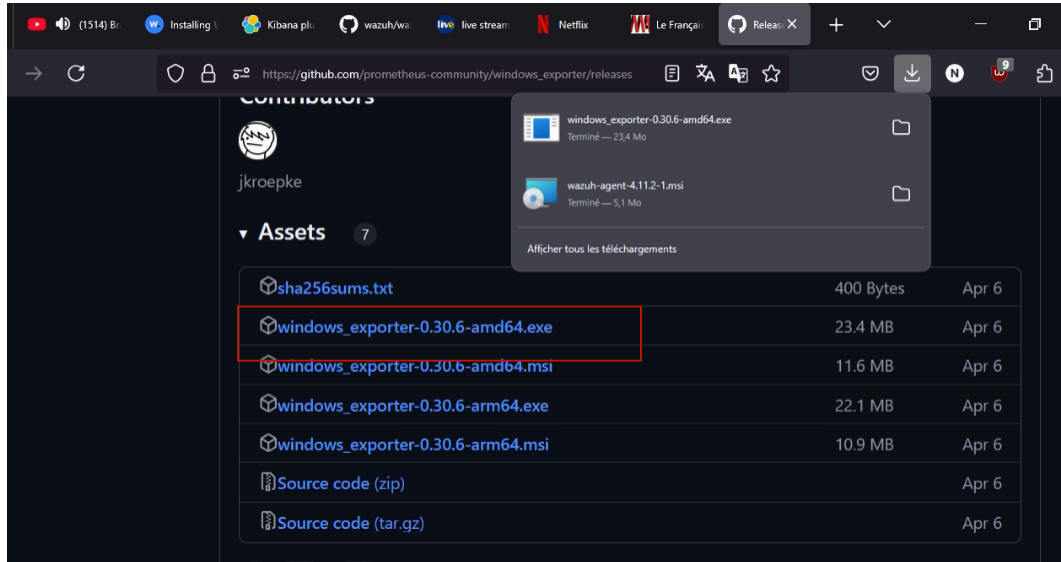 (1514) Br
Installing
Kibana plu
wazuh/wa
live
live stream
Netflix
Le Françai
Releas
https://github.com/prometheus-community/windows_exporter/releases
9
Contributors
windows_exporter-0.30.6-amd64.exe
Terminé — 23,4 Mo
jkroepke
wazuh-agent-4.11.2-1.msi
Terminé — 5,1 Mo
Assets 7
Afficher tous les téléchargements
sha256sums.txt 400 Bytes Apr 6
windows_exporter-0.30.6-amd64.exe 23.4 MB Apr 6
windows_exporter-0.30.6-amd64.msi 11.6 MB Apr 6
windows_exporter-0.30.6-arm64.exe 22.1 MB Apr 6
windows_exporter-0.30.6-arm64.msi 10.9 MB Apr 6
Source code (zip) Apr 6
Source code (tar.gz) Apr 6